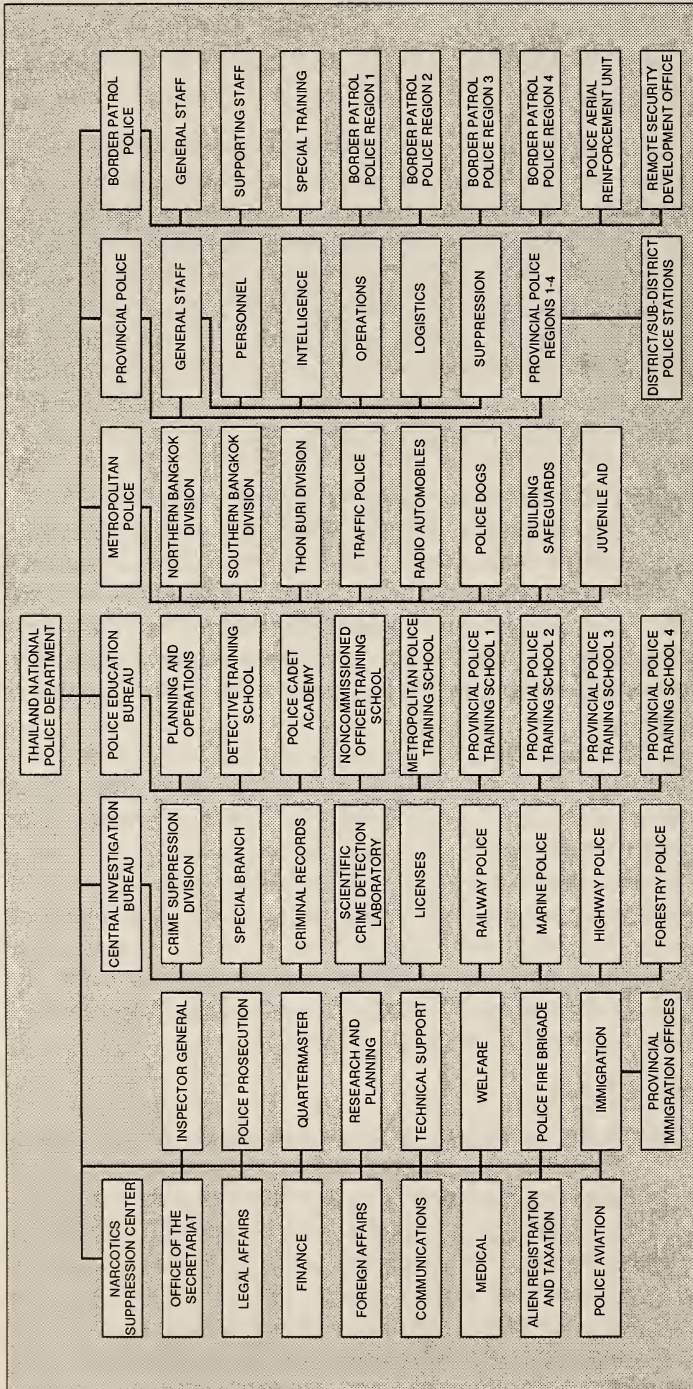 THAILAND NATIONAL
POLICE DEPARTMENT
NARCOTICS
SUPPRESSION CENTER
OFFICE OF THE
SECRETARIAT
LEGAL AFFAIRS
FINANCE
FOREIGN AFFAIRS
COMMUNICATIONS
MEDICAL
ALIEN REGISTRATION
AND TAXATION
POLICE AVIATION
INSPECTOR GENERAL
POLICE PROSECUTION
QUARTERMASTER
RESEARCH AND
PLANNING
TECHNICAL SUPPORT
WELFARE
POLICE FIRE BRIGADE
IMMIGRATION
PROVINCIAL
IMMIGRATION OFFICES
CENTRAL INVESTIGATION
BUREAU
CRIME SUPPRESSION
DIVISION
SPECIAL BRANCH
CRIMINAL RECORDS
SCIENTIFIC
CRIME DETECTION
LABORATORY
LICENSES
RAILWAY POLICE
MARINE POLICE
HIGHWAY POLICE
FORESTRY POLICE
POLICE EDUCATION
BUREAU
PLANNING AND
OPERATIONS
DETECTIVE TRAINING
SCHOOL
POLICE CADET
ACADEMY
NONCOMMISSIONED
OFFICER TRAINING
SCHOOL
METROPOLITAN POLICE
TRAINING SCHOOL
PROVINCIAL POLICE
TRAINING SCHOOL 1
PROVINCIAL POLICE
TRAINING SCHOOL 2
PROVINCIAL POLICE
TRAINING SCHOOL 3
PROVINCIAL POLICE
TRAINING SCHOOL 4
METROPOLITAN
POLICE
NORTHERN BANGKOK
DIVISION
SOUTHERN BANGKOK
DIVISION
THON BURI DIVISION
TRAFFIC POLICE
RADIO AUTOMOBILES
POLICE DOGS
BUILDING
SAFEGUARDS
JUVENILE AID
PROVINCIAL POLICE
GENERAL STAFF
PERSONNEL
INTELLIGENCE
OPERATIONS
LOGISTICS
SUPPRESSION
PROVINCIAL POLICE
REGIONS 1-4
DISTRICT/SUB-DISTRICT
POLICE STATIONS
BORDER PATROL
POLICE
GENERAL STAFF
SUPPORTING STAFF
SPECIAL TRAINING
BORDER PATROL
POLICE REGION 1
BORDER PATROL
POLICE REGION 2
BORDER PATROL
POLICE REGION 3
BORDER PATROL
POLICE REGION 4
POLICE AERIAL
REINFORCEMENT UNIT
REMOTE SECURITY
DEVELOPMENT OFFICE